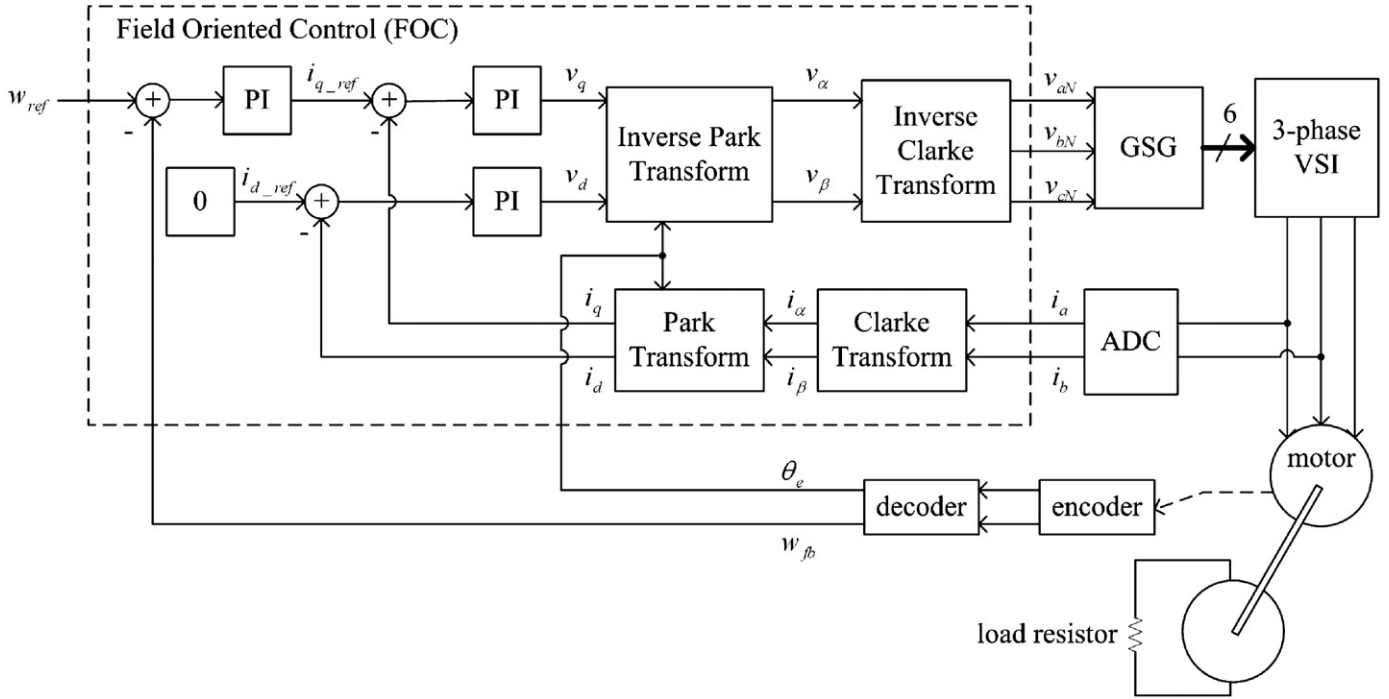 Field Oriented Control (FOC)
w_ref
+
-
PI
i_q_ref
+
-
PI
v_q
Inverse Park
Transform
v_α
v_β
Inverse
Clarke
Transform
v_aN
v_bN
v_cN
GSG
6
3-phase
VSI
0
i_d_ref
+
-
PI
v_d
i_q
i_d
Park
Transform
i_α
i_β
Clarke
Transform
i_a
i_b
ADC
motor
θ_e
w_fb
decoder
encoder
load resistor